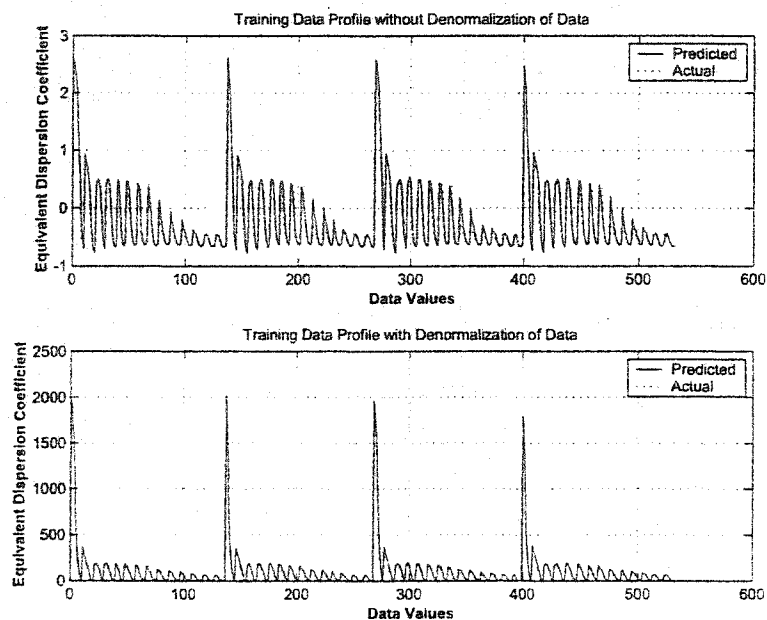 Training Data Profile without Denormalization of Data
Equivalent Dispersion Coefficient
3
2
1
0
-1
Predicted
Actual
0 100 200 300 400 500 600
Data Values
Training Data Profile with Denormalization of Data
Equivalent Dispersion Coefficient
2500
2000
1500
1000
500
0
Predicted
Actual
0 100 200 300 400 500 600
Data Values